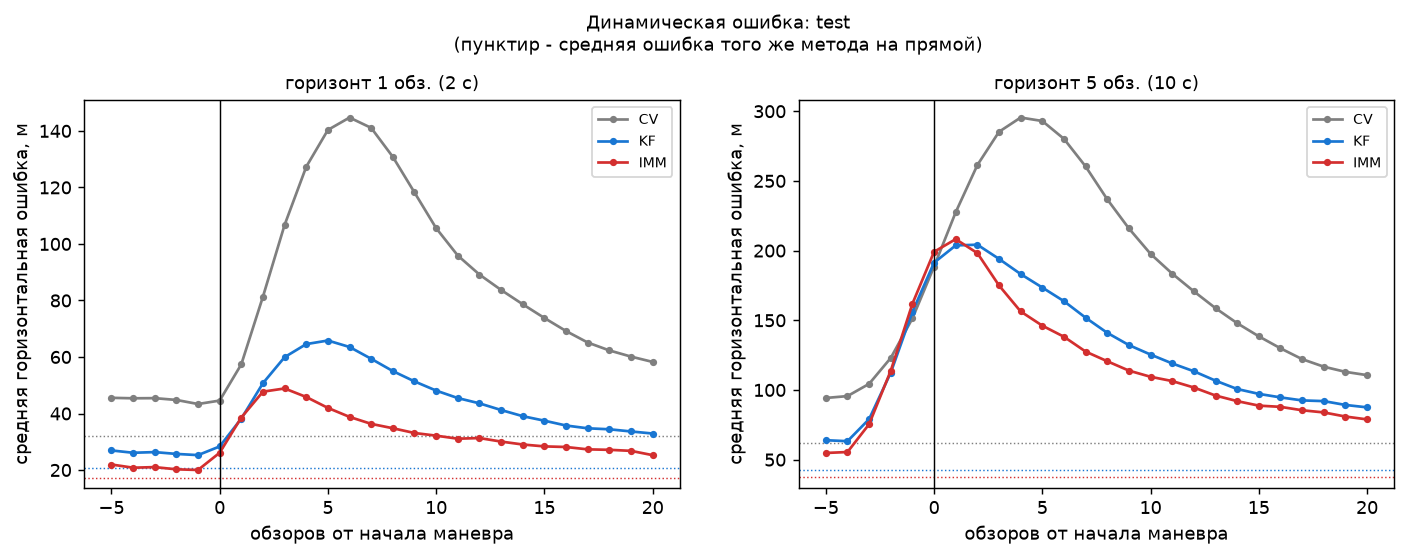 Динамическая ошибка: test
(пунктир - средняя ошибка того же метода на прямой)
горизонт 1 обз. (2 с)
средняя горизонтальная ошибка, м
140
120
100
80
60
40
20
−5
0
5
10
15
20
обзоров от начала маневра
CV
KF
IMM
горизонт 5 обз. (10 с)
средняя горизонтальная ошибка, м
300
250
200
150
100
50
−5
0
5
10
15
20
обзоров от начала маневра
CV
KF
IMM